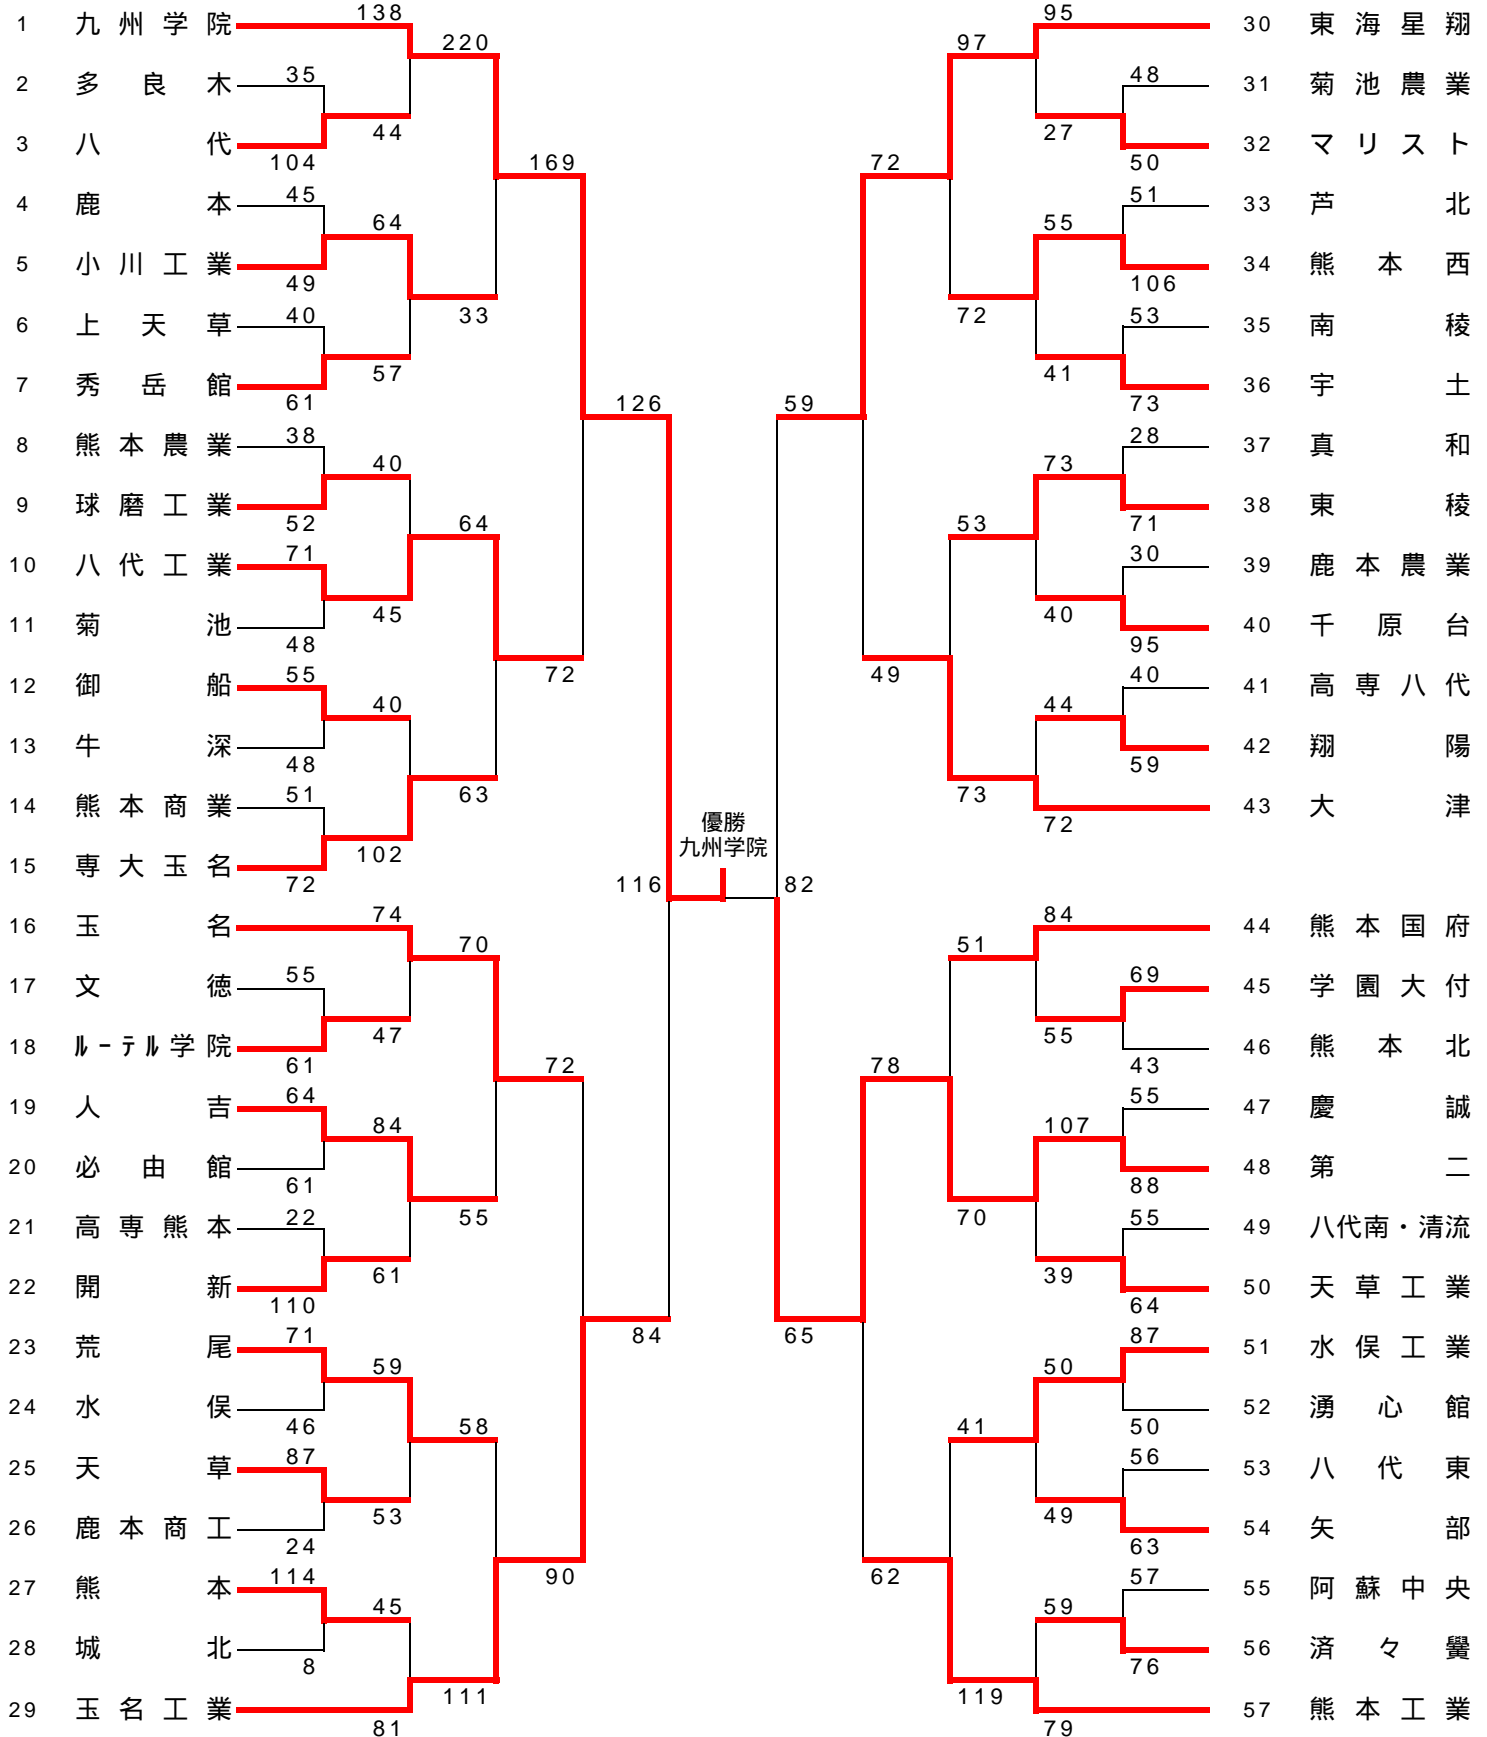 138
95
1 九州学院
30 東海星翔
220
97
35
48
2 多良木
31 菊池農業
44
27
3 八代
32 マリスト
104
169
72
50
45
51
4 鹿本
33 芦北
64
55
5 小川工業
34 熊本西
49
106
40
33
72
53
6 上天草
35 南稜
57
41
7 秀岳館
36 宇土
61
126
59
73
38
28
8 熊本農業
37 真和
40
73
9 球磨工業
38 東稜
52
64
53
71
71
30
10 八代工業
39 鹿本農業
45
40
11 菊池
40 千原台
48
95
55
72
49
40
12 御船
41 高専八代
40
44
13 牛深
42 翔陽
48
59
51
63
73
14 熊本商業
43 大津
優勝
72
九州学院
102
15 専大玉名
72
116
82
74
84
16 玉名
44 熊本国府
70
51
55
69
17 文徳
45 学園大付
47
55
18 ルーテル学院
46 熊本北
61
72
78
43
64
55
19 人吉
47 慶誠
84
107
20 必由館
48 第二
61
88
22
55
70
55
21 高専熊本
49 八代南・清流
61
39
22 開新
50 天草工業
110
64
71
84
65
87
23 荒尾
51 水俣工業
59
50
24 水俣
52 湧心館
46
58
41
50
87
56
25 天草
53 八代東
53
49
26 鹿本商工
54 矢部
24
63
114
90
62
57
27 熊本
55 阿蘇中央
45
59
28 城北
56 済々黌
8
76
111
119
29 玉名工業
57 熊本工業
81
79